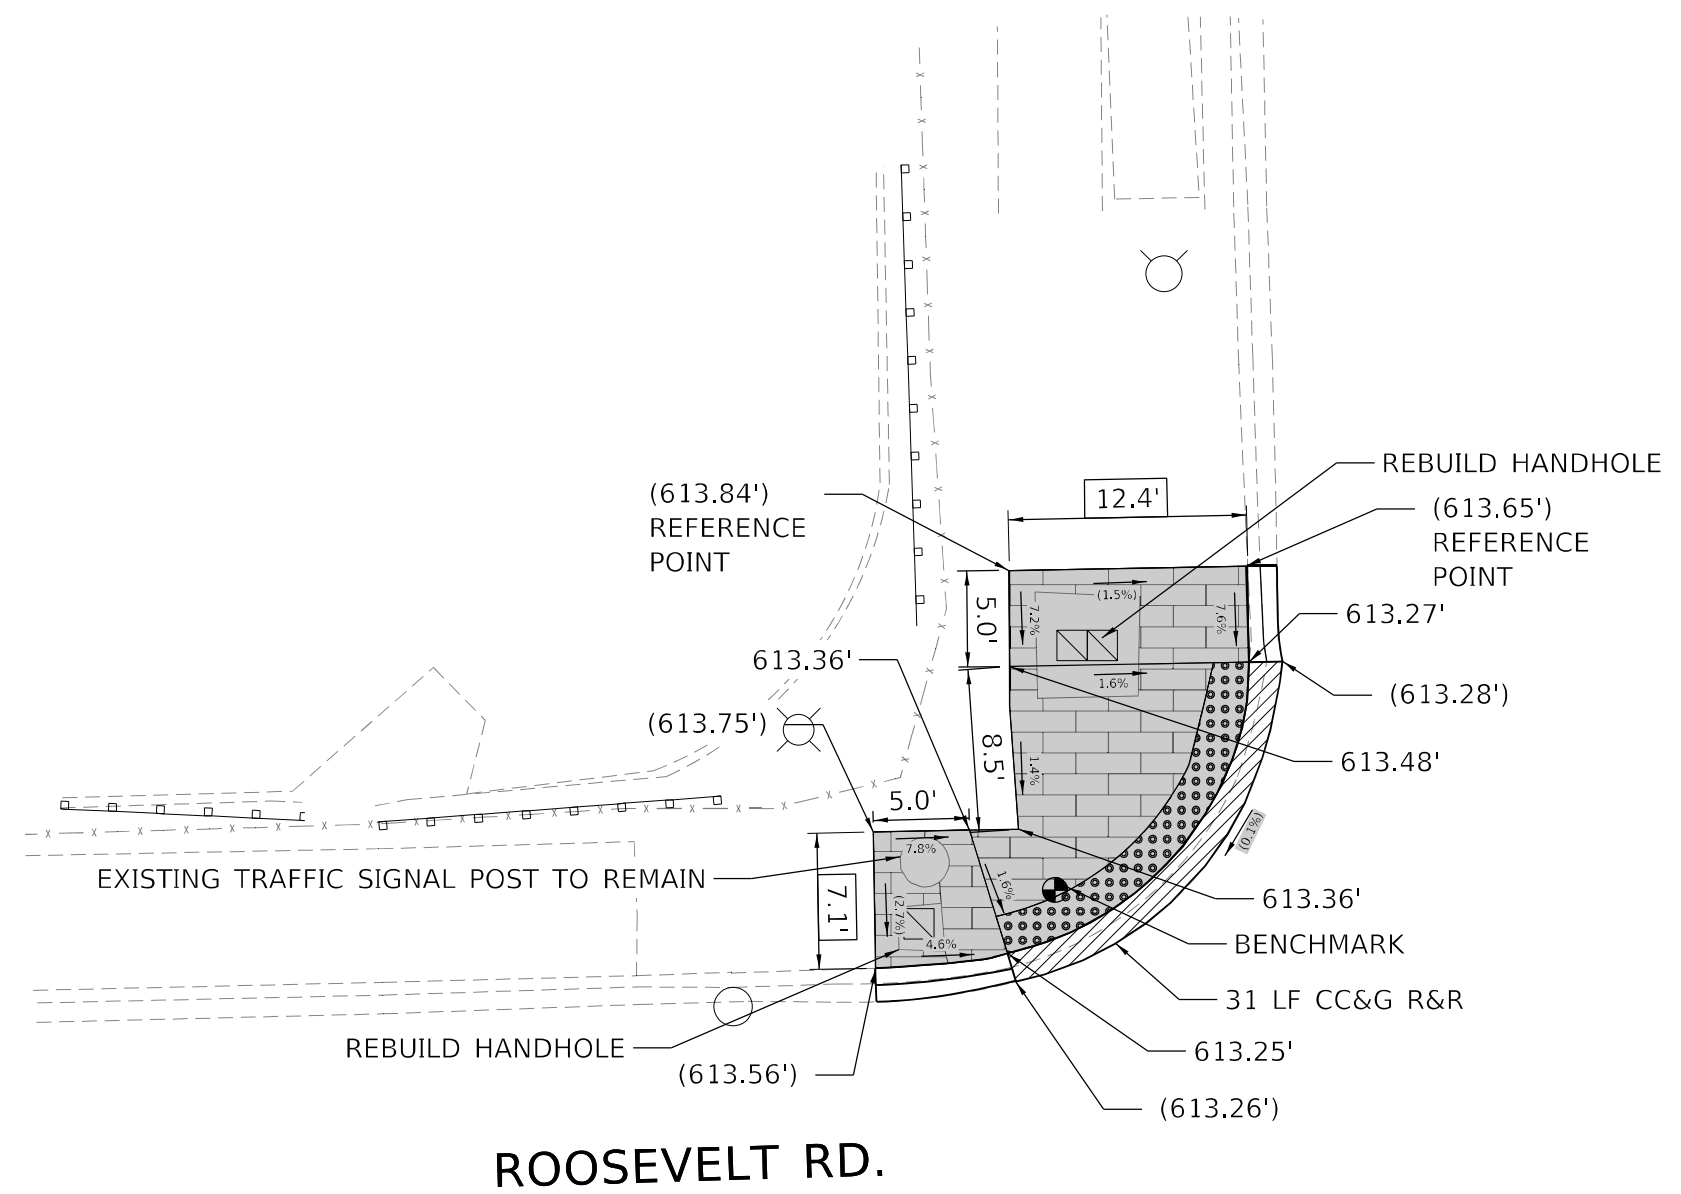 REBUILD HANDHOLE
(613.84')
REFERENCE
POINT
12.4'
(613.65')
REFERENCE
POINT
(1.5%)
5.0'
7.2%
7.6%
613.27'
613.36'
1.6%
(613.28')
(613.75')
8.5'
1.4%
613.48'
5.0'
(0.1%)
7.8%
EXISTING TRAFFIC SIGNAL POST TO REMAIN
1.6%
7.1'
(2.7%)
613.36'
4.6%
BENCHMARK
31 LF CC&G R&R
REBUILD HANDHOLE
613.25'
(613.56')
(613.26')
ROOSEVELT RD.